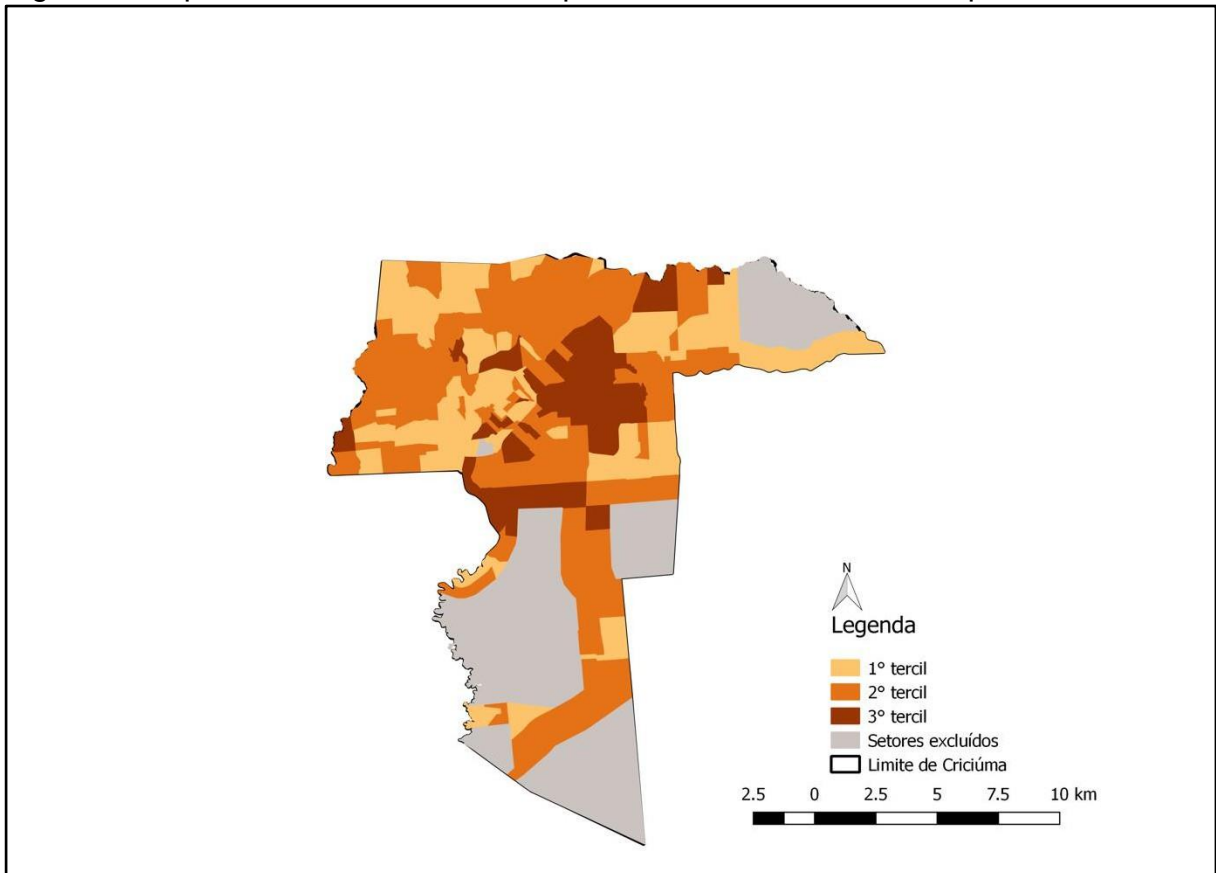 N
Legenda
1° tercil
2° tercil
3° tercil
Setores excluídos
Limite de Criciúma
2.5 0 2.5 5 7.5 10 km